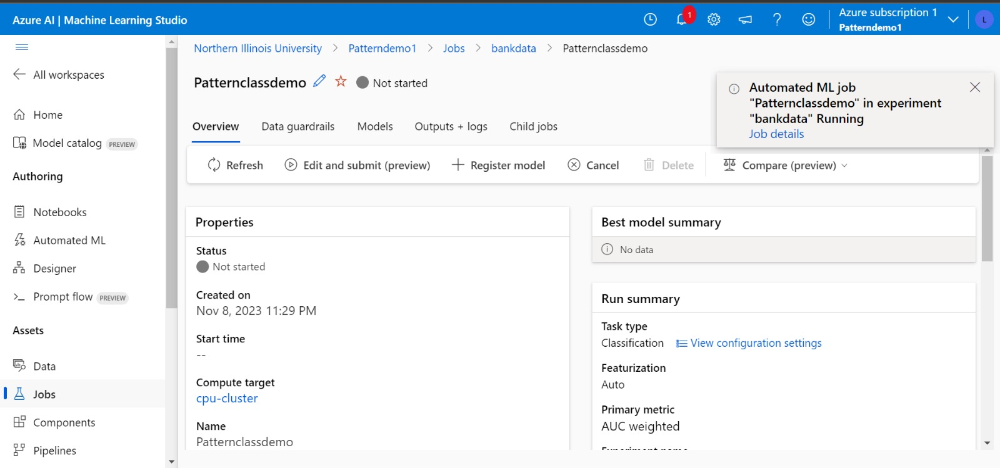 Azure AI | Machine Learning Studio
1
Azure subscription 1
Patterndemo1
L
All workspaces
Home
Model catalog PREVIEW
Authoring
Notebooks
Automated ML
Designer
Prompt flow PREVIEW
Assets
Data
Jobs
Components
Pipelines
Northern Illinois University > Patterndemo1 > Jobs > bankdata > Patternclassdemo
Patternclassdemo Not started
Automated ML job
"Patternclassdemo" in experiment
"bankdata" Running
Job details
Overview Data guardrails Models Outputs + logs Child jobs
Refresh Edit and submit (preview) Register model Cancel Delete Compare (preview)
Properties
Status
Not started
Created on
Nov 8, 2023 11:29 PM
Start time
--
Compute target
cpu-cluster
Name
Patternclassdemo
Best model summary
No data
Run summary
Task type
Classification View configuration settings
Featurization
Auto
Primary metric
AUC weighted